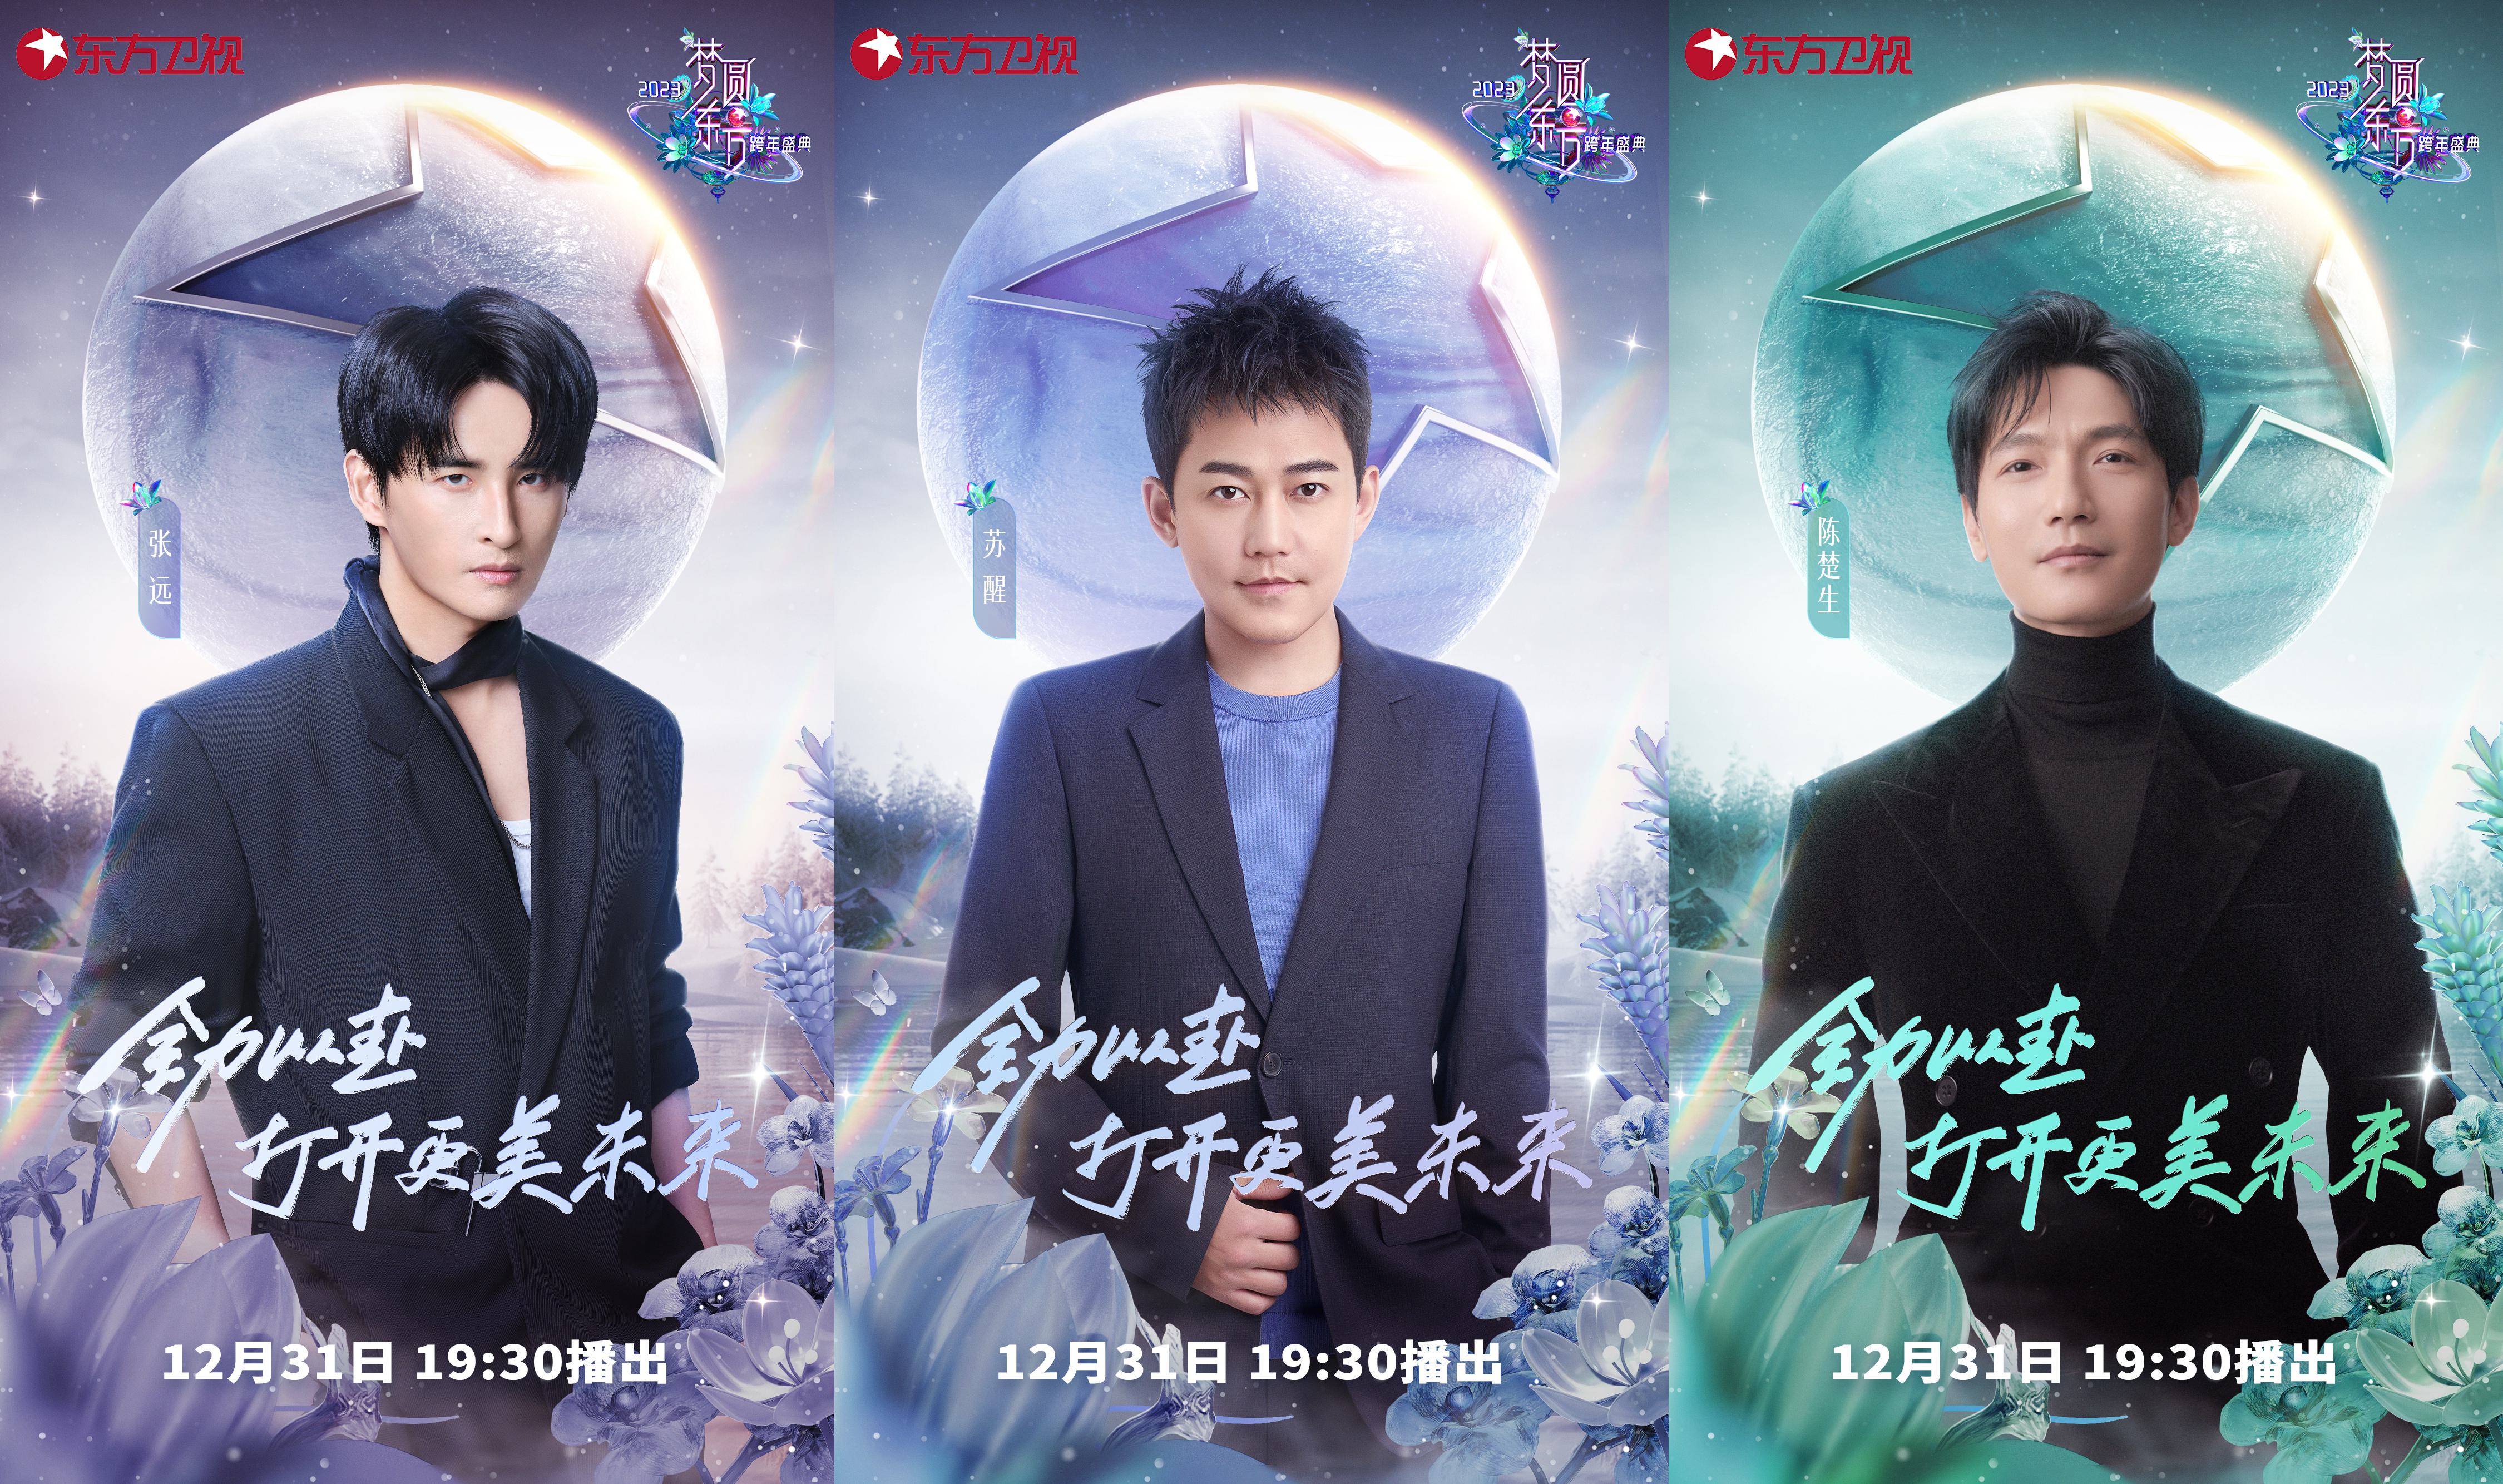 东方卫视
2023
梦圆
东方
跨年盛典
张远
全力以赴
打开更美未来
12月31日 19:30播出
东方卫视
2023
梦圆
东方
跨年盛典
苏醒
全力以赴
打开更美未来
12月31日 19:30播出
东方卫视
2023
梦圆
东方
跨年盛典
陈楚生
全力以赴
打开更美未来
12月31日 19:30播出